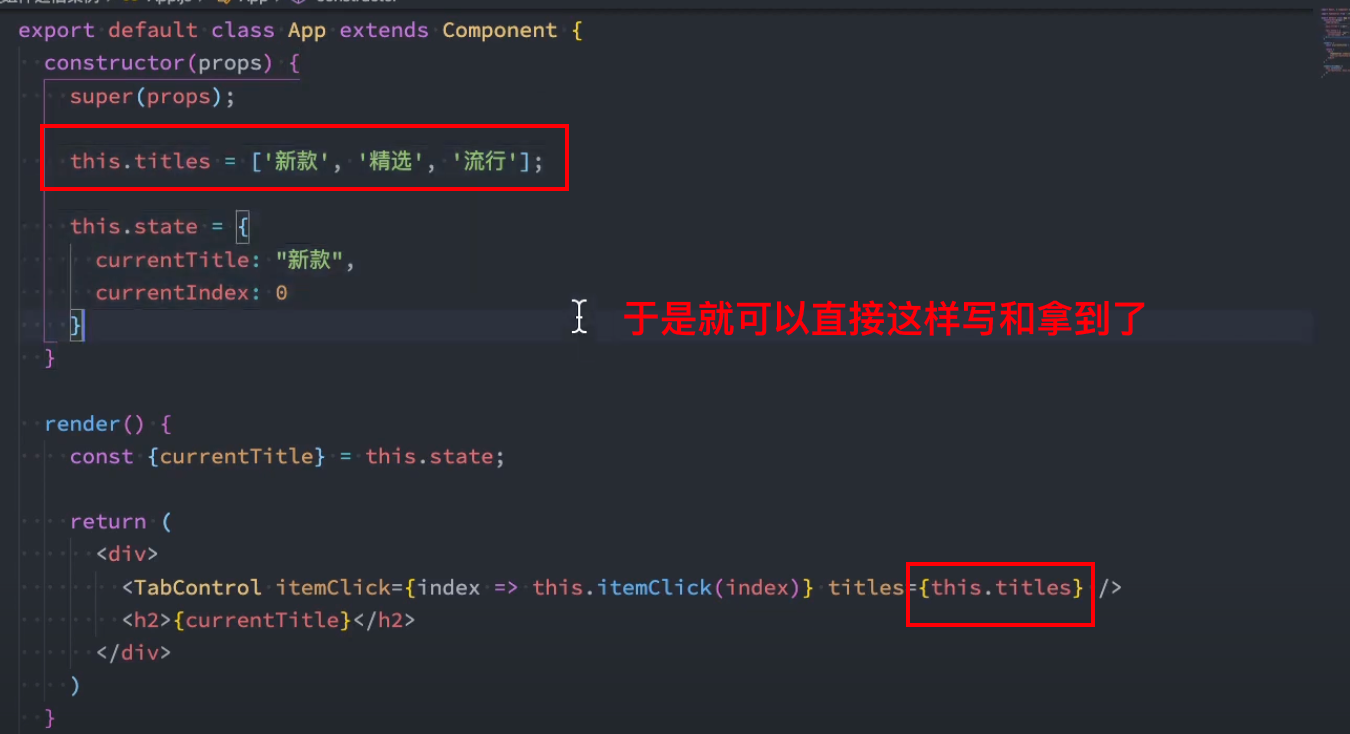 export default class App extends Component {
constructor(props) {
super(props);
this.titles = ['新款', '精选', '流行'];
this.state = {
currentTitle: "新款",
currentIndex: 0
}
于是就可以直接这样写和拿到了
}
render() {
const {currentTitle} = this.state;
return (
<div>
<TabControl itemClick={index => this.itemClick(index)} titles={this.titles} />
<h2>{currentTitle}</h2>
</div>
)
}